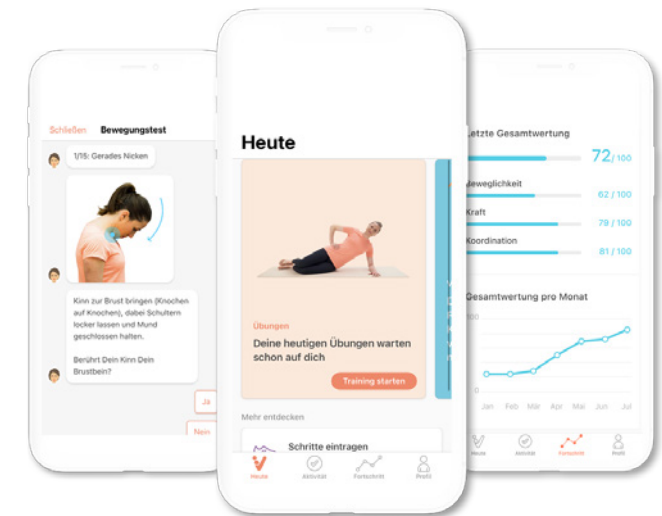 Schließen Bewegungstest
1/15: Gerades Nicken
Kinn zur Brust bringen (Knochen
auf Knochen), dabei Schultern
locker lassen und Mund
geschlossen halten.
Berührt Dein Kinn Dein
Brustbein?
Ja
Nein
Heute
Übungen
Deine heutigen Übungen warten
schon auf dich
Training starten
Mehr entdecken
Schritte eintragen
Heute Aktivität Fortschritt Profil
Letzte Gesamtwertung
72/ 100
Beweglichkeit
62 / 100
Kraft
79 / 100
Koordination
81 / 100
Gesamtwertung pro Monat
100
0
Jan Feb Mär Apr Mai Jun Jul
Heute Aktivität Fortschritt Profil